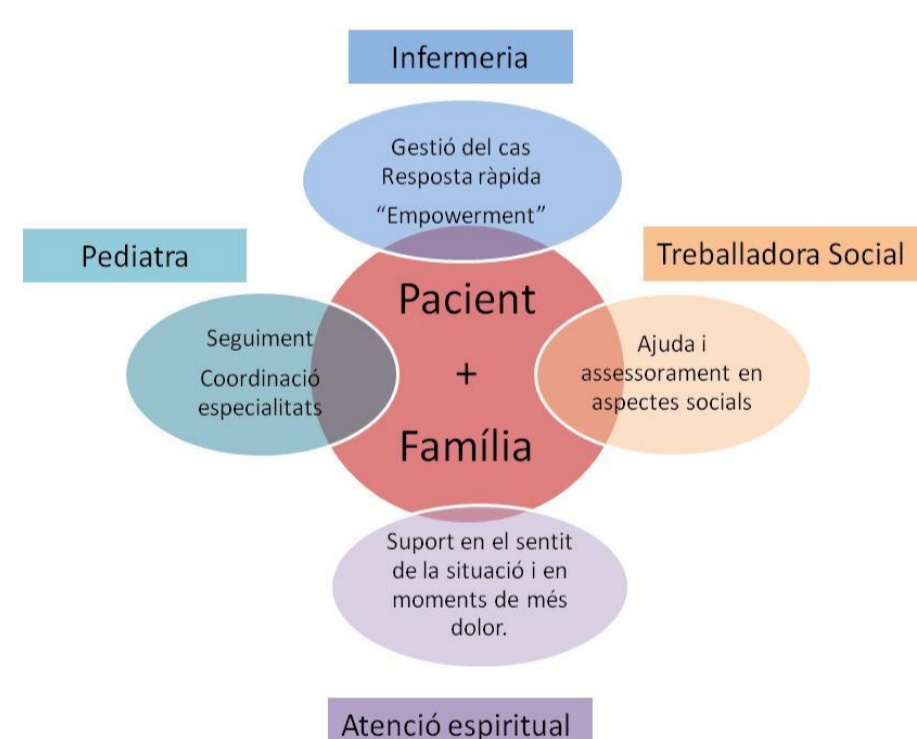 Infermeria
Gestió del cas
Resposta ràpida
“Empowerment”
Pediatra
Treballadora Social
Seguiment
Coordinació
especialitats
Pacient
+
Família
Ajuda i
assessorament en
aspectes socials
Suport en el sentit
de la situació i en
moments de més
dolor.
Atenció espiritual